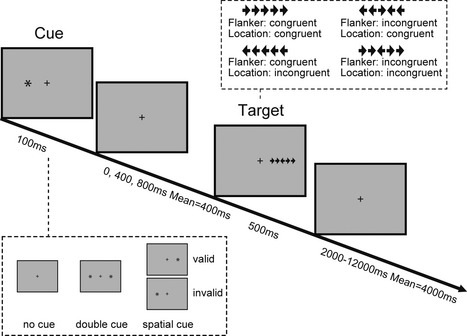 Cue
Flanker: congruent
Location: congruent
Flanker: incongruent
Location: congruent
Flanker: congruent
Location: incongruent
Flanker: incongruent
Location: incongruent
Target
100ms
0, 400, 800ms Mean=400ms
500ms
2000-12000ms Mean=4000ms
valid
invalid
no cue
double cue
spatial cue